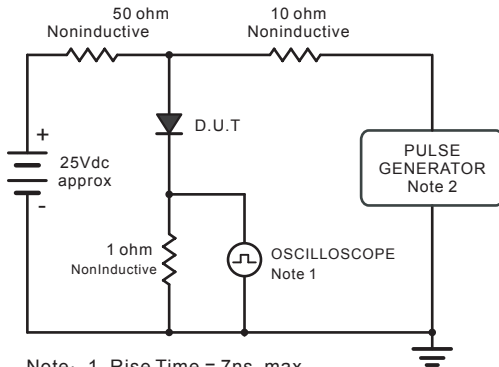 50 ohm
Noninductive
10 ohm
Noninductive
D.U.T
+
25Vdc
approx
-
PULSE
GENERATOR
Note 2
1 ohm
NonInductive
OSCILLOSCOPE
Note 1
Note: 1. Rise Time = 7ns max.